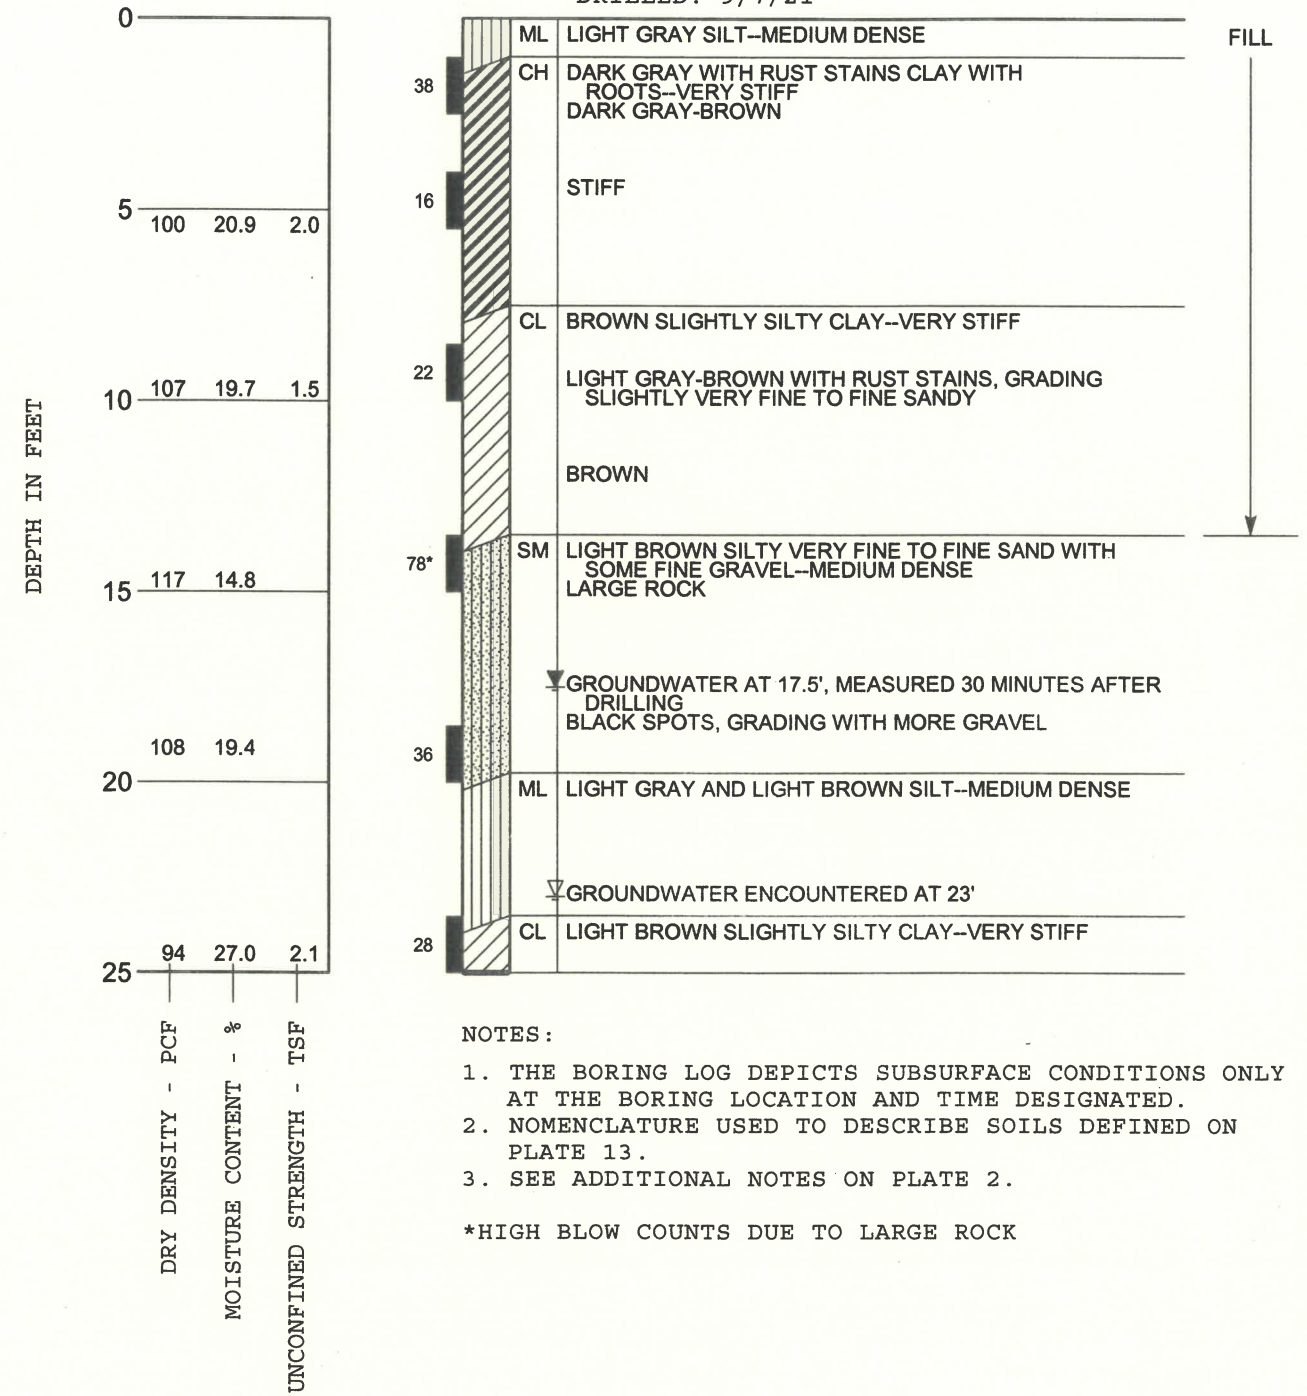 DRILLED: 9/7/21
0
ML LIGHT GRAY SILT--MEDIUM DENSE
FILL
38
CH DARK GRAY WITH RUST STAINS CLAY WITH
ROOTS--VERY STIFF
DARK GRAY-BROWN
16
STIFF
5
100 20.9 2.0
CL BROWN SLIGHTLY SILTY CLAY--VERY STIFF
22
LIGHT GRAY-BROWN WITH RUST STAINS, GRADING
SLIGHTLY VERY FINE TO FINE SANDY
10 107 19.7 1.5
BROWN
78*
SM LIGHT BROWN SILTY VERY FINE TO FINE SAND WITH
SOME FINE GRAVEL--MEDIUM DENSE
LARGE ROCK
15 117 14.8
GROUNDWATER AT 17.5', MEASURED 30 MINUTES AFTER
DRILLING
BLACK SPOTS, GRADING WITH MORE GRAVEL
108 19.4
36
20
ML LIGHT GRAY AND LIGHT BROWN SILT--MEDIUM DENSE
GROUNDWATER ENCOUNTERED AT 23'
28
CL LIGHT BROWN SLIGHTLY SILTY CLAY--VERY STIFF
25 94 27.0 2.1
DEPTH IN FEET
DRY DENSITY - PCF
MOISTURE CONTENT - %
UNCONFINED STRENGTH - TSF
NOTES:
1. THE BORING LOG DEPICTS SUBSURFACE CONDITIONS ONLY
AT THE BORING LOCATION AND TIME DESIGNATED.
2. NOMENCLATURE USED TO DESCRIBE SOILS DEFINED ON
PLATE 13.
3. SEE ADDITIONAL NOTES ON PLATE 2.
*HIGH BLOW COUNTS DUE TO LARGE ROCK